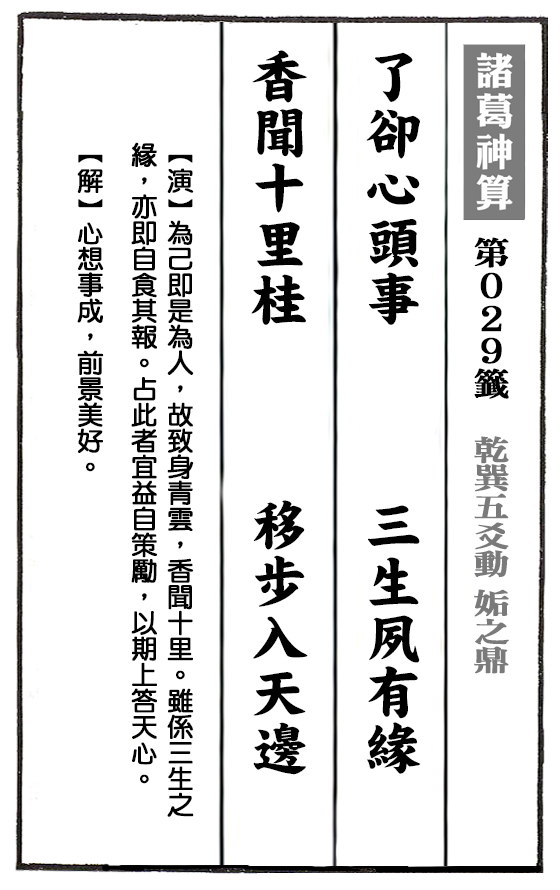 諸葛神算 第029籤 乾巽五爻動 姤之鼎
了卻心頭事 三生夙有緣
香聞十里桂 移步入天邊
【演】為己即是為人，故致身青雲，香聞十里。雖係三生之
緣，亦即自食其報。占此者宜益自策勵，以期上答天心。
【解】心想事成，前景美好。